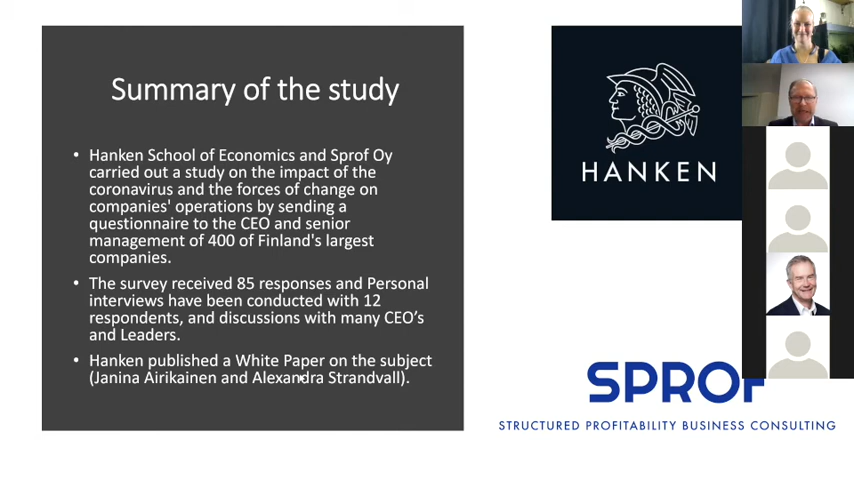 Summary of the study
• Hanken School of Economics and Sprof Oy
carried out a study on the impact of the
coronavirus and the forces of change on
companies' operations by sending a
questionnaire to the CEO and senior
management of 400 of Finland's largest
companies.
• The survey received 85 responses and Personal
interviews have been conducted with 12
respondents, and discussions with many CEO's
and Leaders.
• Hanken published a White Paper on the subject
(Janina Airikainen and Alexandra Strandvall).
HANKEN
SPROF
STRUCTURED PROFITABILITY BUSINESS CONSULTING